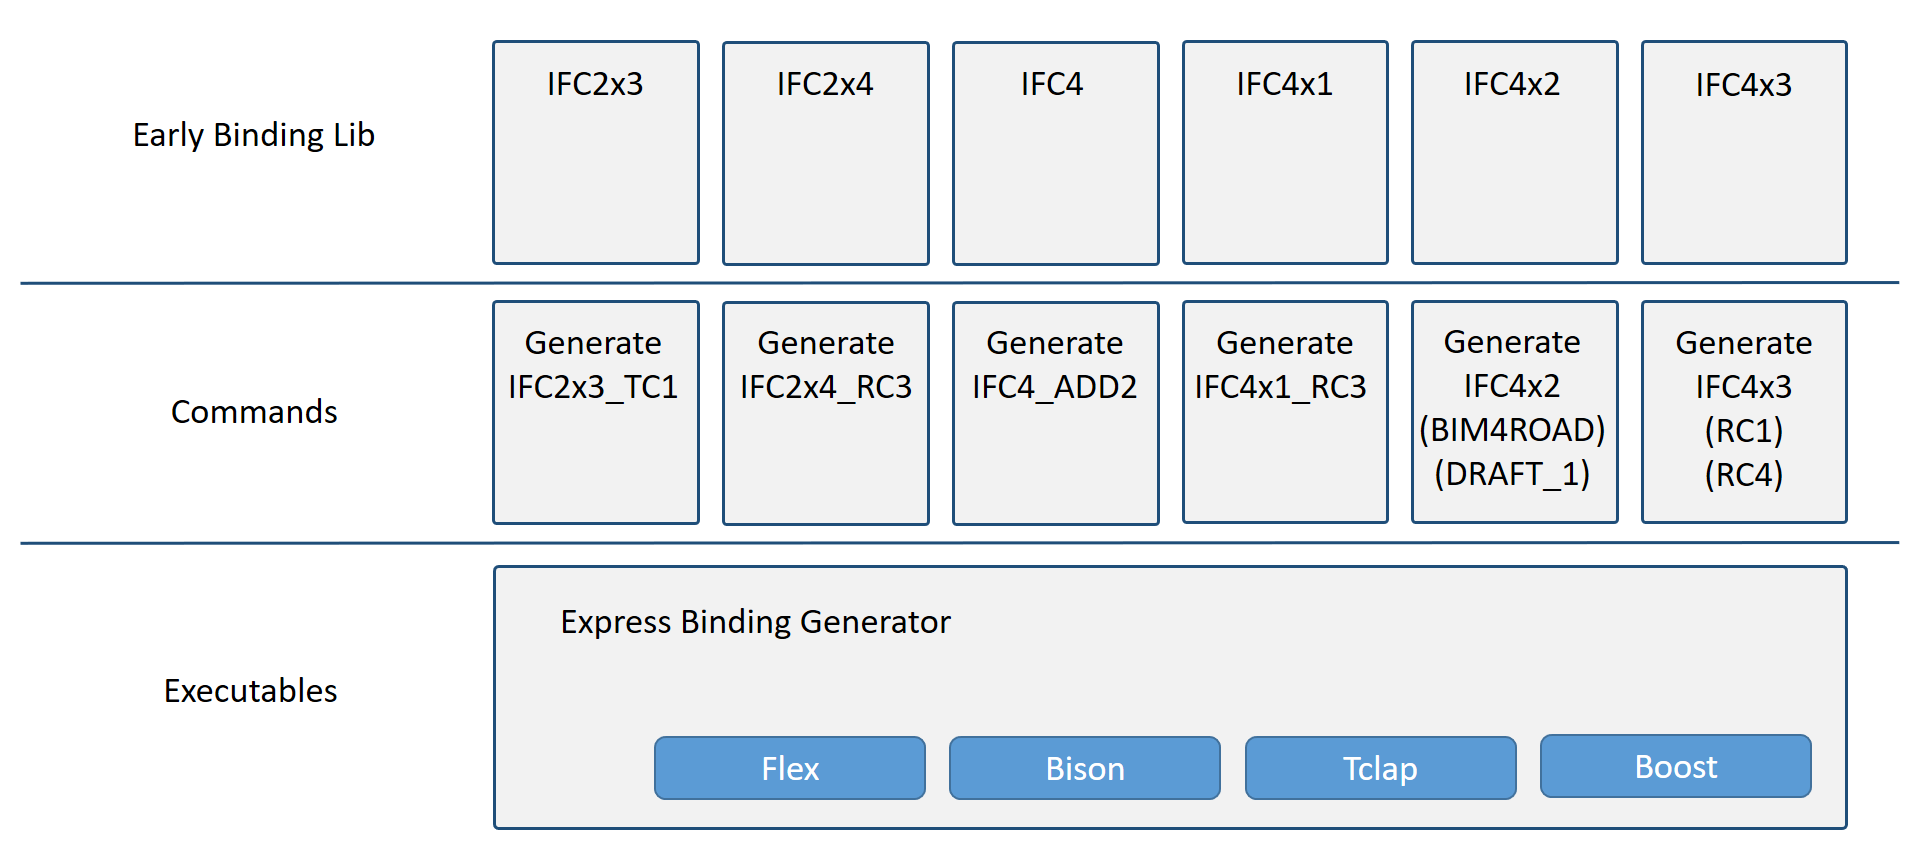 Early Binding Lib
IFC2x3
IFC2x4
IFC4
IFC4x1
IFC4x2
IFC4x3
Commands
Generate
IFC2x3_TC1
Generate
IFC2x4_RC3
Generate
IFC4_ADD2
Generate
IFC4x1_RC3
Generate
IFC4x2
(BIM4ROAD)
(DRAFT_1)
Generate
IFC4x3
(RC1)
(RC4)
Executables
Express Binding Generator
Flex
Bison
Tclap
Boost